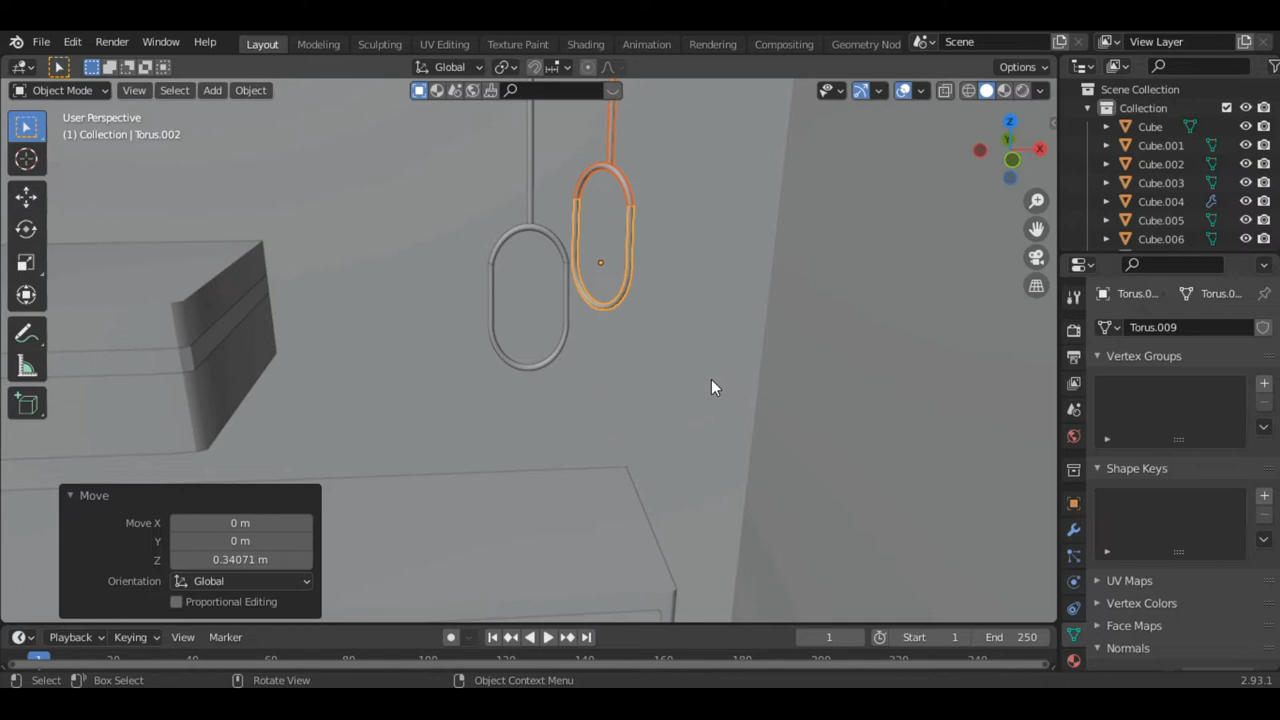 File Edit Render Window Help Layout Modeling Sculpting UV Editing Texture Paint Shading Animation Rendering Compositing Geometry Nod Scene View Layer
Global Options
Object Mode View Select Add Object
User Perspective
(1) Collection | Torus.002
Z
Y
X
Scene Collection
Collection
Cube
Cube.001
Cube.002
Cube.003
Cube.004
Cube.005
Cube.006
Torus.0... Torus.0...
Torus.009
Vertex Groups
Shape Keys
UV Maps
Vertex Colors
Face Maps
Normals
Move
Move X 0 m
Y 0 m
Z 0.34071 m
Orientation Global
Proportional Editing
Playback Keying View Marker 1 Start 1 End 250
Select Box Select Rotate View Object Context Menu 2.93.1